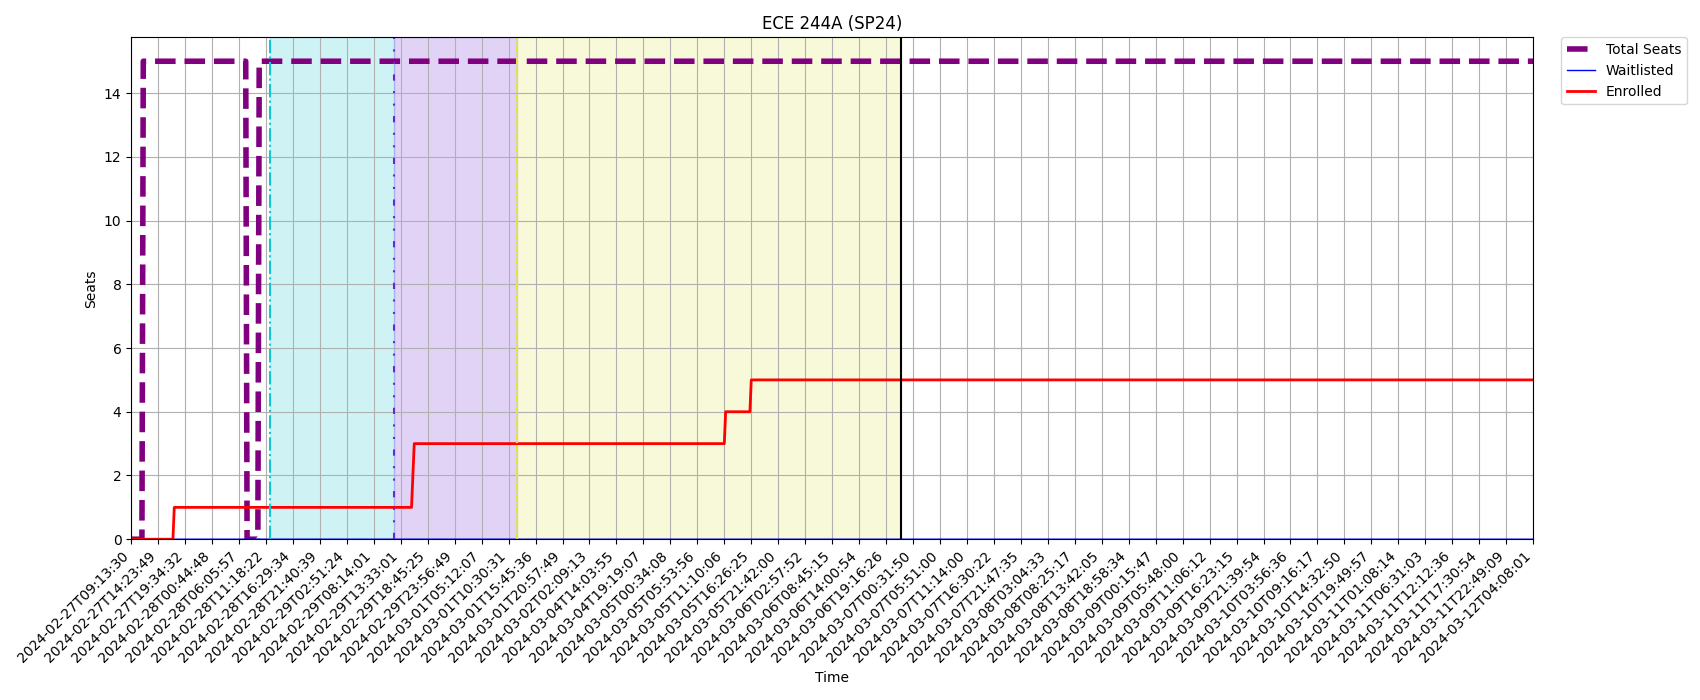 ECE 244A (SP24)
Total Seats
Waitlisted
Enrolled
Seats
14
12
10
8
6
4
2
0
2024-02-27T09:13:30
2024-02-27T14:23:49
2024-02-27T19:34:32
2024-02-28T00:44:48
2024-02-28T06:05:57
2024-02-28T11:18:22
2024-02-28T16:29:34
2024-02-28T21:40:39
2024-02-29T02:51:24
2024-02-29T08:14:01
2024-02-29T13:33:01
2024-02-29T18:45:25
2024-02-29T23:56:49
2024-03-01T05:12:07
2024-03-01T10:30:31
2024-03-01T15:45:36
2024-03-01T20:57:49
2024-03-02T02:09:13
2024-03-04T14:03:55
2024-03-04T19:19:07
2024-03-05T00:34:08
2024-03-05T05:53:56
2024-03-05T11:10:06
2024-03-05T16:26:25
2024-03-05T21:42:00
2024-03-06T02:57:52
2024-03-06T08:45:15
2024-03-06T14:00:54
2024-03-06T19:16:26
2024-03-07T00:31:50
2024-03-07T05:51:00
2024-03-07T11:14:00
2024-03-07T16:30:22
2024-03-07T21:47:35
2024-03-08T03:04:33
2024-03-08T08:25:17
2024-03-08T13:42:05
2024-03-08T18:58:34
2024-03-09T00:15:47
2024-03-09T05:48:00
2024-03-09T11:06:12
2024-03-09T16:23:15
2024-03-09T21:39:54
2024-03-10T03:56:36
2024-03-10T09:16:17
2024-03-10T14:32:50
2024-03-10T19:49:57
2024-03-11T01:08:14
2024-03-11T06:31:03
2024-03-11T12:12:36
2024-03-11T17:30:54
2024-03-11T22:49:09
2024-03-12T04:08:01
Time